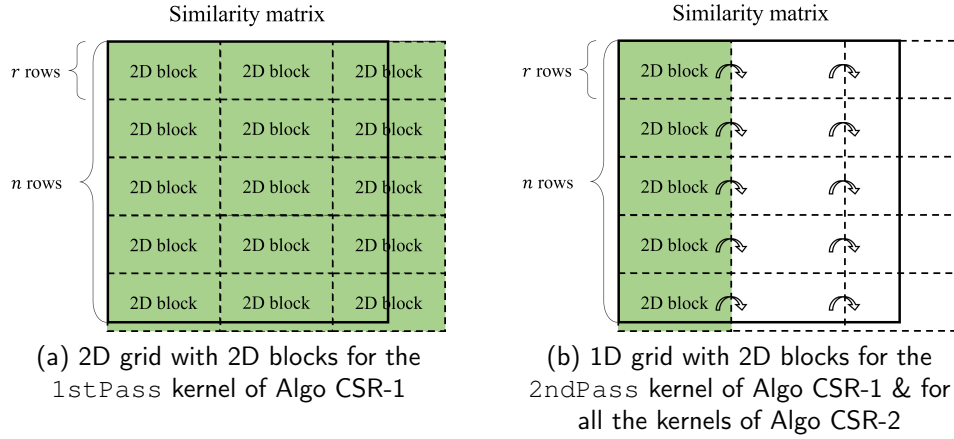 Similarity matrix
r rows
n rows
2D block 2D block 2D block
2D block 2D block 2D block
2D block 2D block 2D block
2D block 2D block 2D block
2D block 2D block 2D block
(a) 2D grid with 2D blocks for the
1stPass kernel of Algo CSR-1
Similarity matrix
r rows
n rows
2D block
2D block
2D block
2D block
2D block
(b) 1D grid with 2D blocks for the
2ndPass kernel of Algo CSR-1 & for
all the kernels of Algo CSR-2